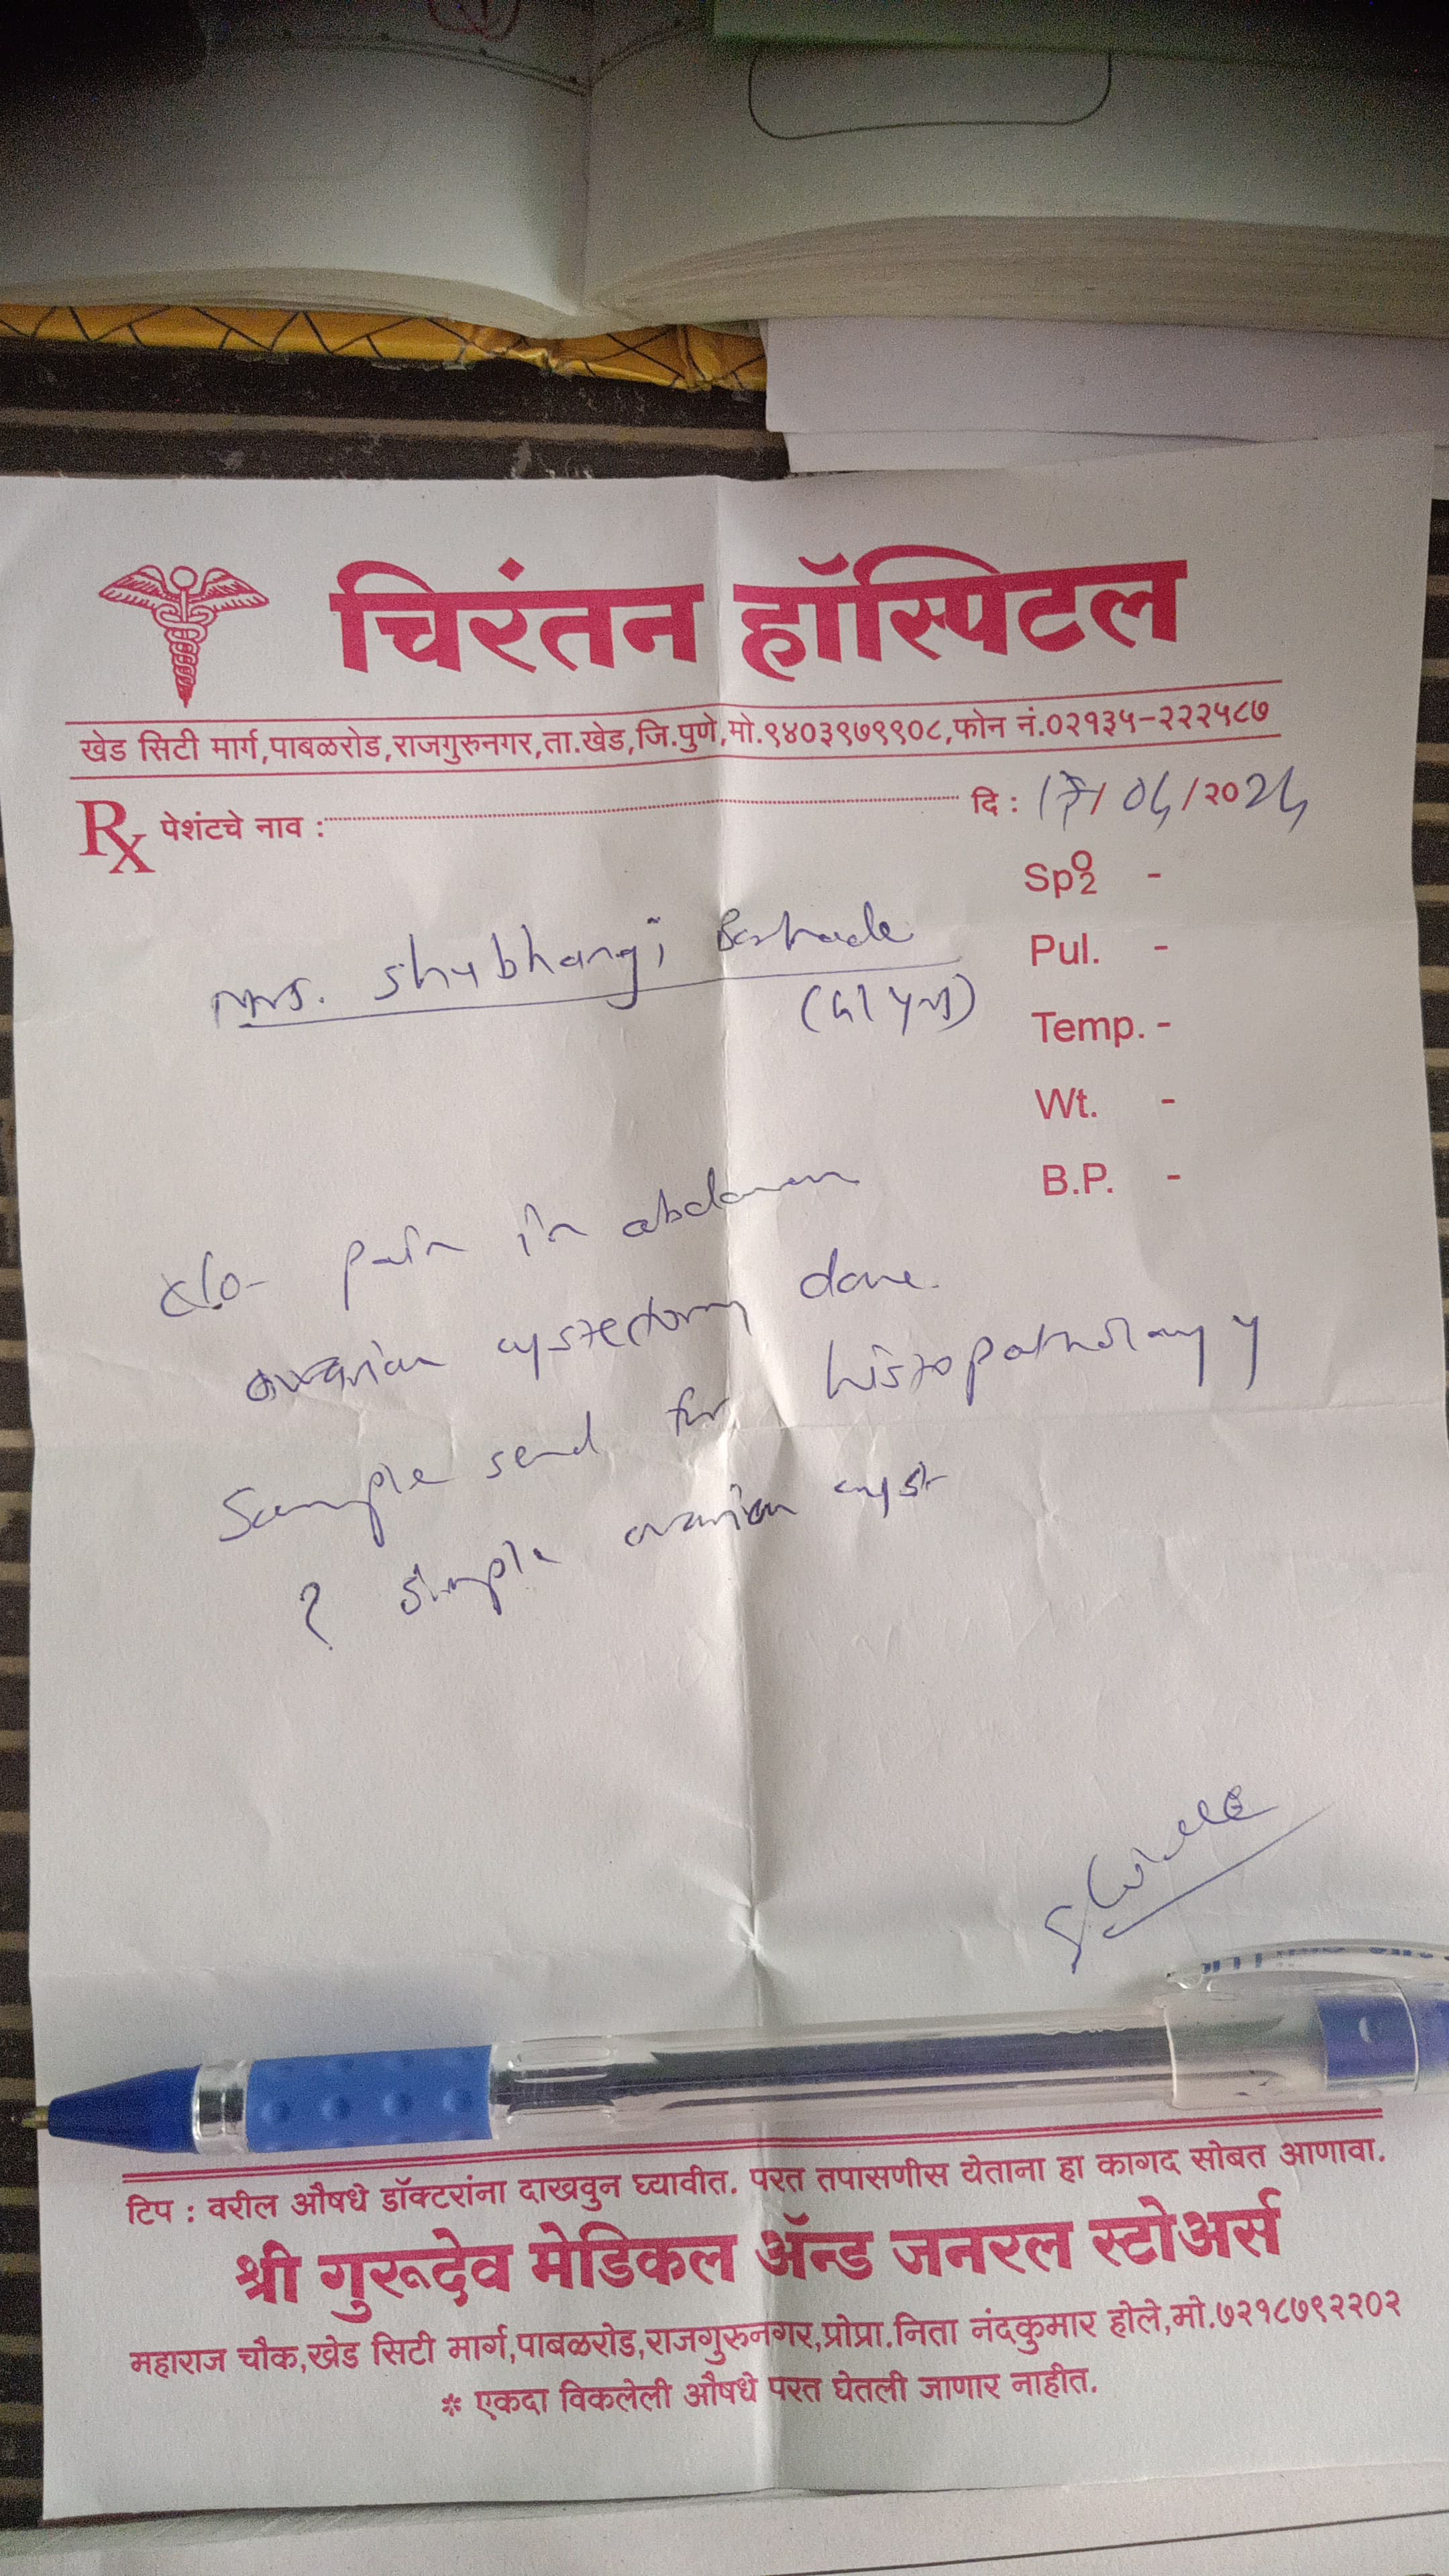 चिरंतन हॉस्पिटल
खेड सिटी मार्ग,पाबळरोड,राजगुरुनगर,ता.खेड,जि.पुणे,मो.९४०३९७९९०८,फोन नं.०२१३५-२२२५८७
Rx पेशंटचे नाव : दि : 17/04/2024
SpO2 -
Pul. -
Mrs. Shubhangi
Temp. -
Wt. -
B.P. -
c/o- pain in abdomen
ovarian cystectomy done.
Sample send for histopathology
? simple ovarian cyst
टिप : वरील औषधे डॉक्टरांना दाखवुन घ्यावीत. परत तपासणीस येताना हा कागद सोबत आणावा.
श्री गुरूदेव मेडिकल ॲन्ड जनरल स्टोअर्स
महाराज चौक,खेड सिटी मार्ग,पाबळरोड,राजगुरुनगर,प्रोप्रा.निता नंदकुमार होले,मो.७२१८७९२२०२
* एकदा विकलेली औषधे परत घेतली जाणार नाहीत.